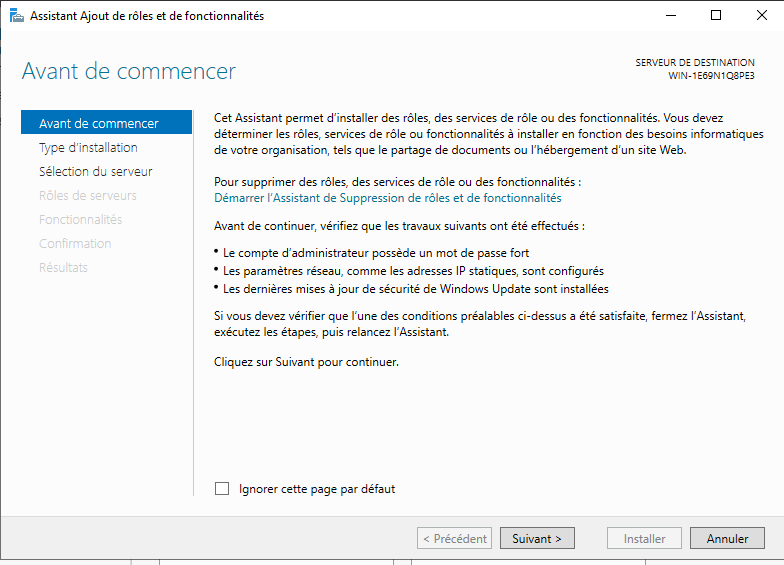 Assistant Ajout de rôles et de fonctionnalités
Avant de commencer
SERVEUR DE DESTINATION
WIN-1E69N1Q8PE3
Avant de commencer
Type d'installation
Sélection du serveur
Rôles de serveurs
Fonctionnalités
Confirmation
Résultats
Cet Assistant permet d'installer des rôles, des services de rôle ou des fonctionnalités. Vous devez
déterminer les rôles, services de rôle ou fonctionnalités à installer en fonction des besoins informatiques
de votre organisation, tels que le partage de documents ou l'hébergement d'un site Web.
Pour supprimer des rôles, des services de rôle ou des fonctionnalités :
Démarrer l'Assistant de Suppression de rôles et de fonctionnalités
Avant de continuer, vérifiez que les travaux suivants ont été effectués :
• Le compte d'administrateur possède un mot de passe fort
• Les paramètres réseau, comme les adresses IP statiques, sont configurés
• Les dernières mises à jour de sécurité de Windows Update sont installées
Si vous devez vérifier que l'une des conditions préalables ci-dessus a été satisfaite, fermez l'Assistant,
exécutez les étapes, puis relancez l'Assistant.
Cliquez sur Suivant pour continuer.
Ignorer cette page par défaut
< Précédent
Suivant >
Installer
Annuler